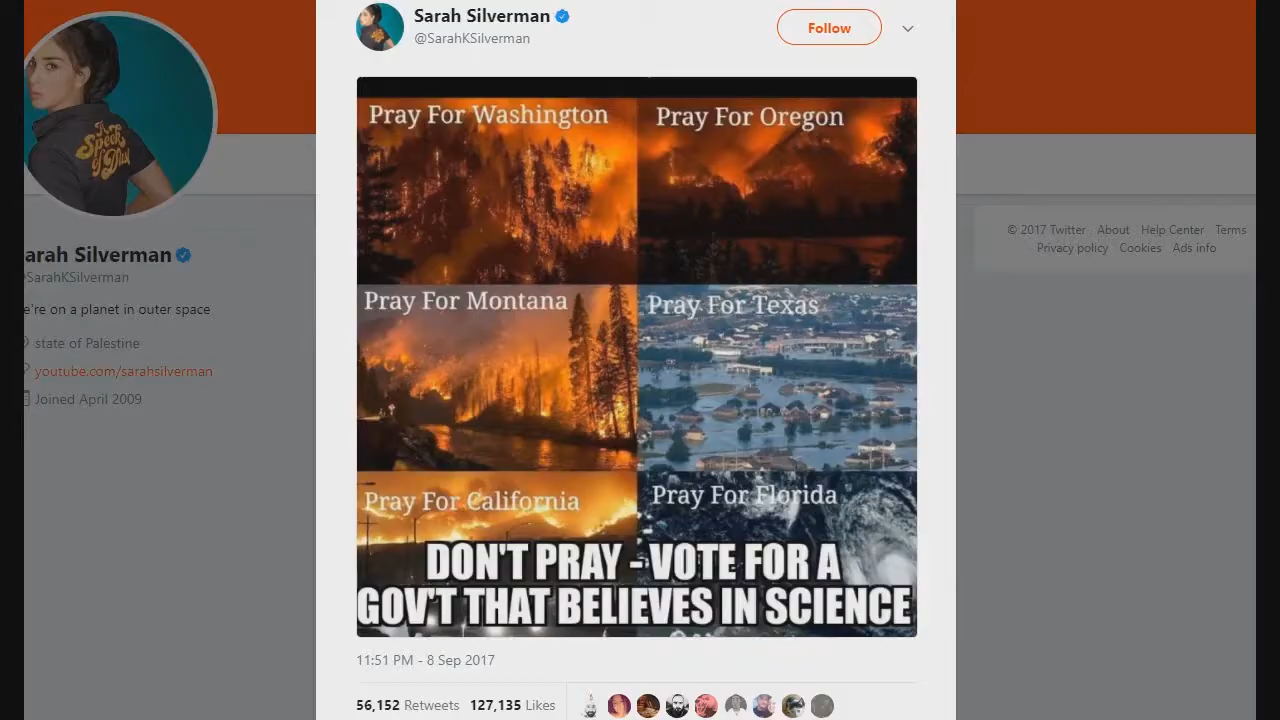 Sarah Silverman
@SarahKSilverman
Follow
Pray For Washington
Pray For Oregon
Pray For Montana
Pray For Texas
Pray For California
Pray For Florida
DON'T PRAY - VOTE FOR A
GOV'T THAT BELIEVES IN SCIENCE
11:51 PM - 8 Sep 2017
56,152 Retweets 127,135 Likes
arah Silverman
SarahKSilverman
e're on a planet in outer space
state of Palestine
youtube.com/sarahsilverman
Joined April 2009
© 2017 Twitter About Help Center Terms
Privacy policy Cookies Ads info